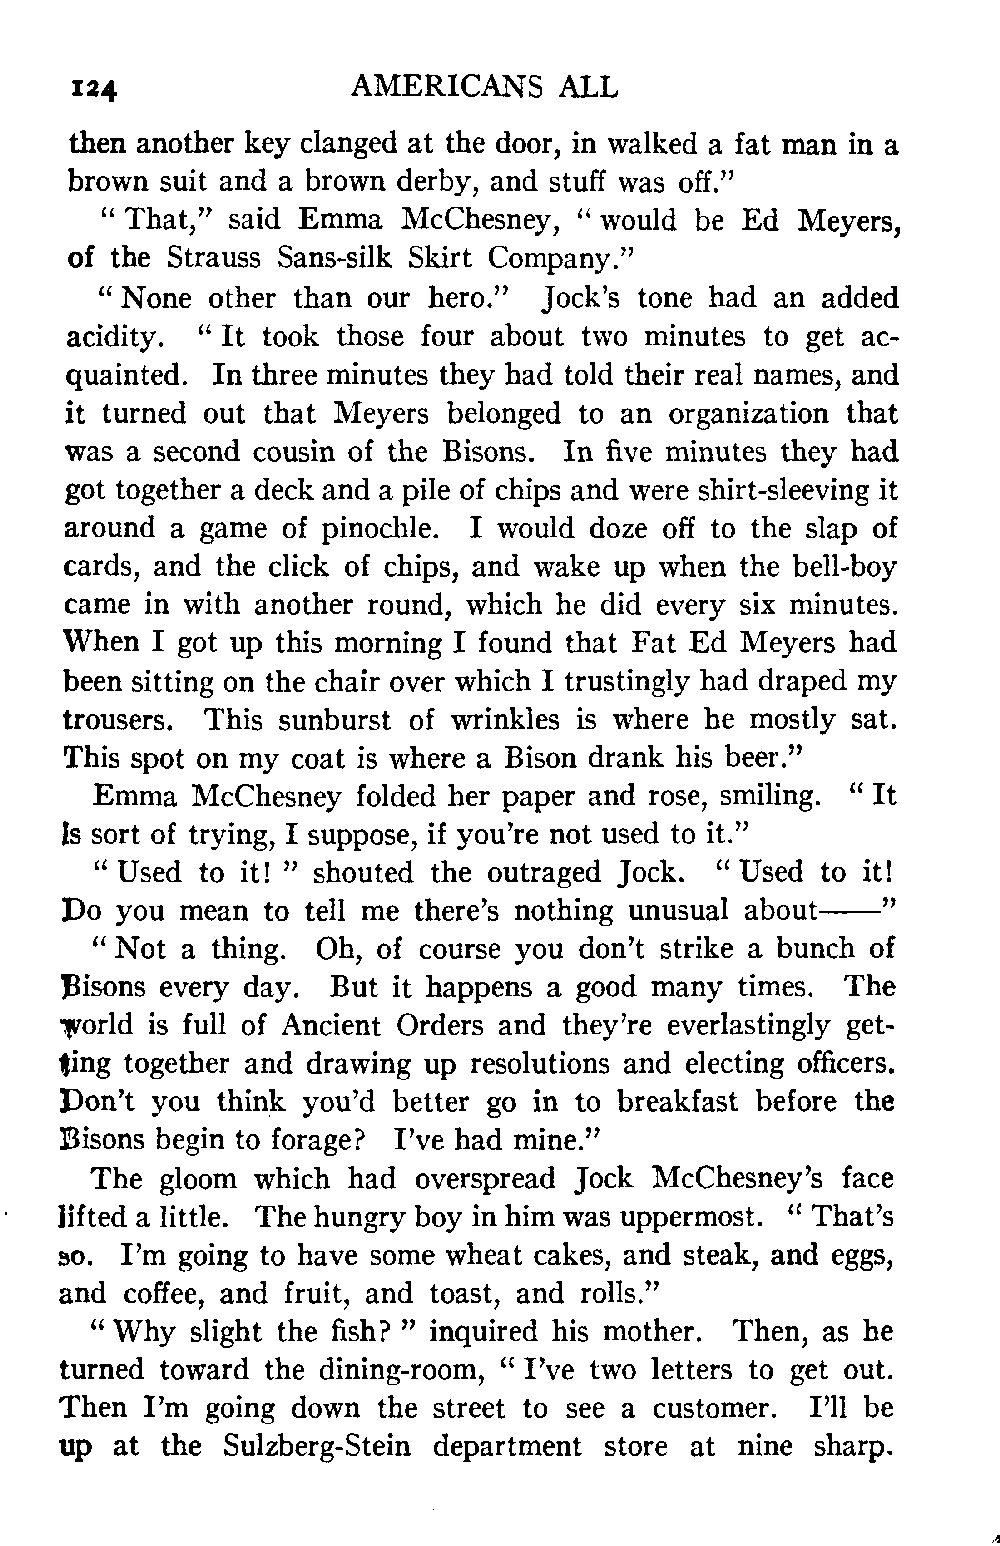 124 AMERICANS ALL
then another key clanged at the door, in walked a fat man in a
brown suit and a brown derby, and stuff was off.”
“ That,” said Emma McChesney, “ would be Ed Meyers,
of the Strauss Sans-silk Skirt Company.”
“ None other than our hero.” Jock’s tone had an added
acidity. “ It took those four about two minutes to get ac-
quainted. In three minutes they had told their real names, and
it turned out that Meyers belonged to an organization that
was a second cousin of the Bisons. In five minutes they had
got together a deck and a pile of chips and were shirt-sleeving it
around a game of pinochle. I would doze off to the slap of
cards, and the click of chips, and wake up when the bell-boy
came in with another round, which he did every six minutes.
When I got up this morning I found that Fat Ed Meyers had
been sitting on the chair over which I trustingly had draped my
trousers. This sunburst of wrinkles is where he mostly sat.
This spot on my coat is where a Bison drank his beer.”
Emma McChesney folded her paper and rose, smiling. “ It
is sort of trying, I suppose, if you’re not used to it.”
“ Used to it! ” shouted the outraged Jock. “ Used to it!
Do you mean to tell me there’s nothing unusual about——”
“ Not a thing. Oh, of course you don’t strike a bunch of
Bisons every day. But it happens a good many times. The
world is full of Ancient Orders and they’re everlastingly get-
ting together and drawing up resolutions and electing officers.
Don’t you think you’d better go in to breakfast before the
Bisons begin to forage? I’ve had mine.”
The gloom which had overspread Jock McChesney’s face
lifted a little. The hungry boy in him was uppermost. “ That’s
so. I’m going to have some wheat cakes, and steak, and eggs,
and coffee, and fruit, and toast, and rolls.”
“ Why slight the fish? ” inquired his mother. Then, as he
turned toward the dining-room, “ I’ve two letters to get out.
Then I’m going down the street to see a customer. I’ll be
up at the Sulzberg-Stein department store at nine sharp.